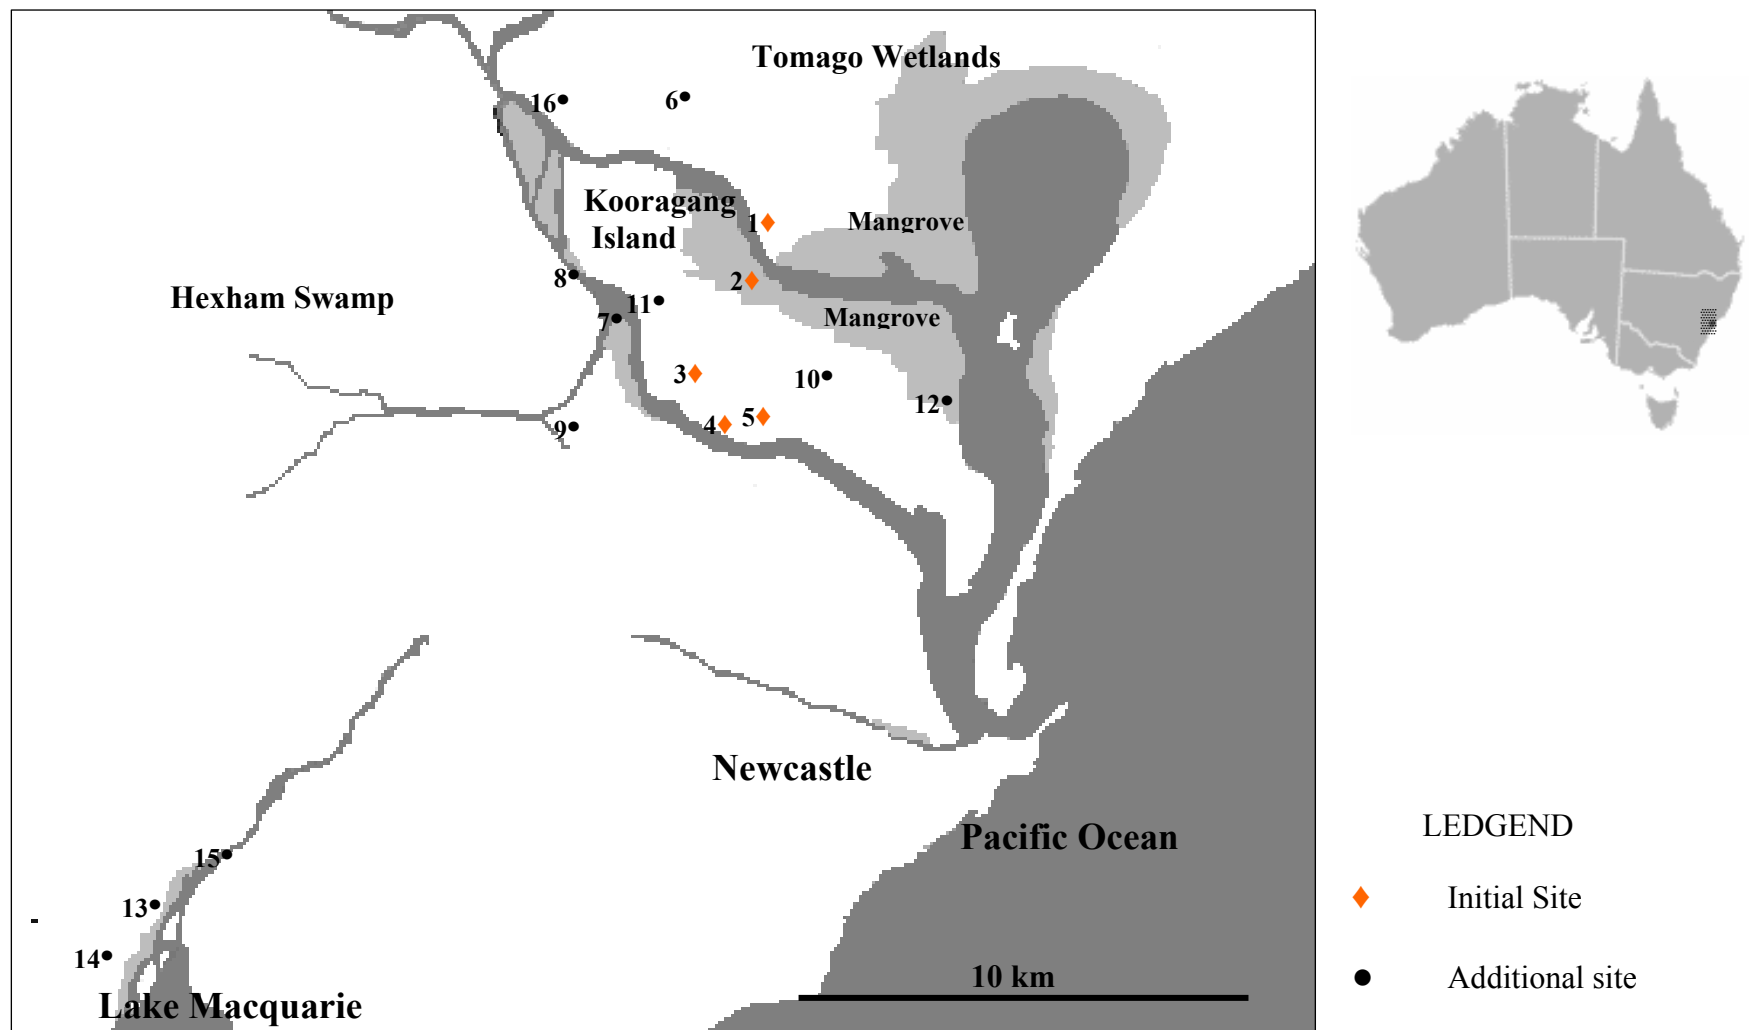 Tomago Wetlands
16
6
Kooragang
Island
1
Mangrove
2
8
Hexham Swamp
11
7
Mangrove
3
10
12
5
4
9
Newcastle
Pacific Ocean
15
13
14
10 km
Lake Macquarie
LEDGEND
Initial Site
Additional site